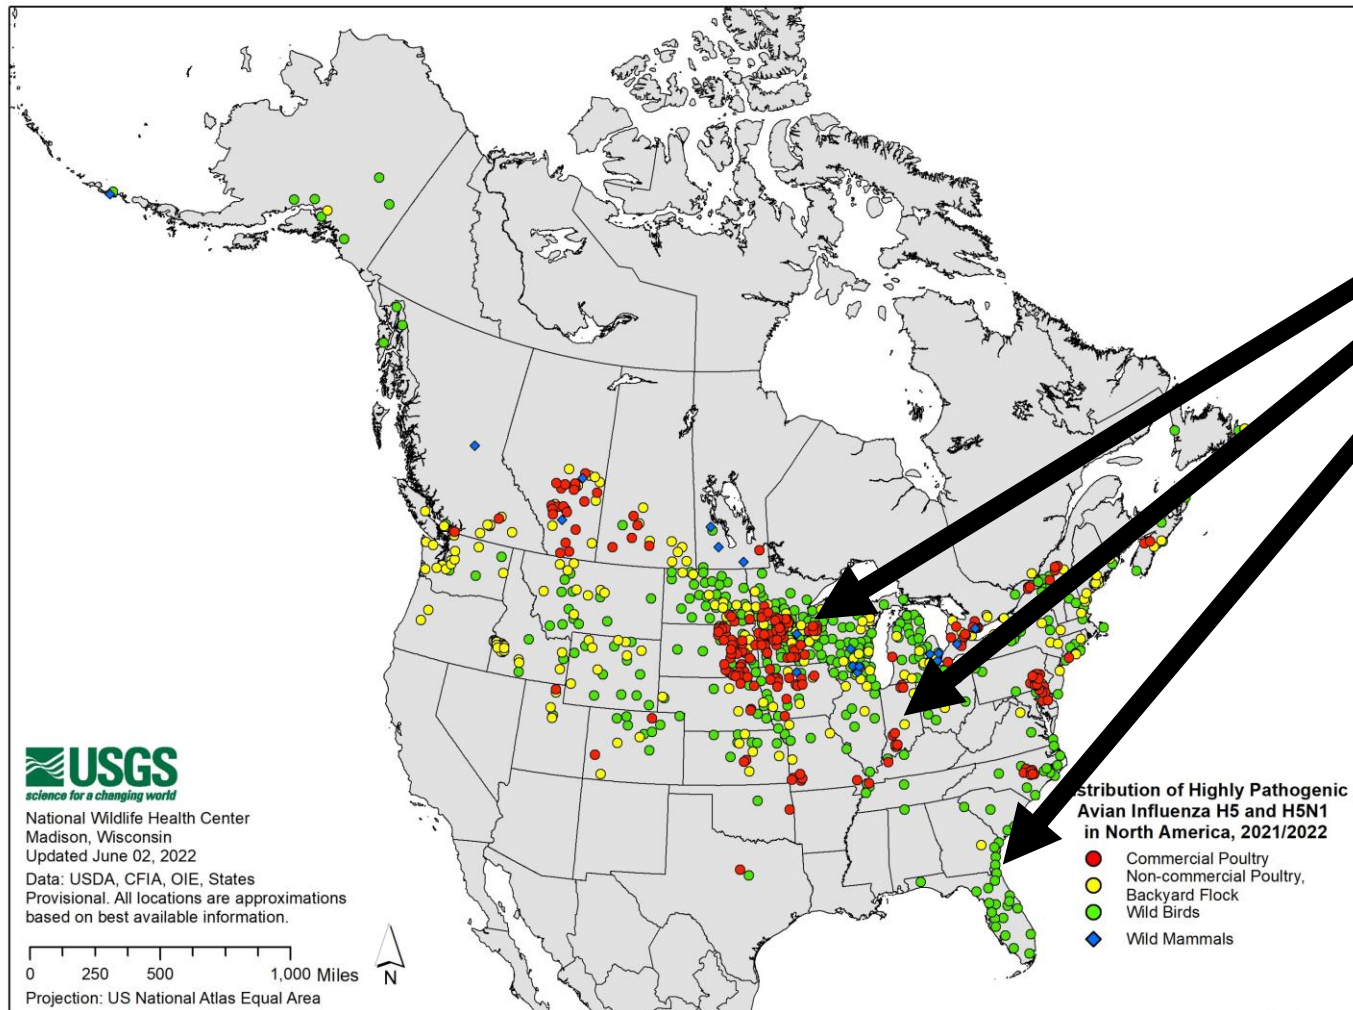 USGS
science for a changing world
National Wildlife Health Center
Madison, Wisconsin
Updated June 02, 2022
Data: USDA, CFIA, OIE, States
Provisional. All locations are approximations
based on best available information.
0 250 500 1,000 Miles
Projection: US National Atlas Equal Area
N
stribution of Highly Pathogenic
Avian Influenza H5 and H5N1
in North America, 2021/2022
Commercial Poultry
Non-commercial Poultry,
Backyard Flock
Wild Birds
Wild Mammals